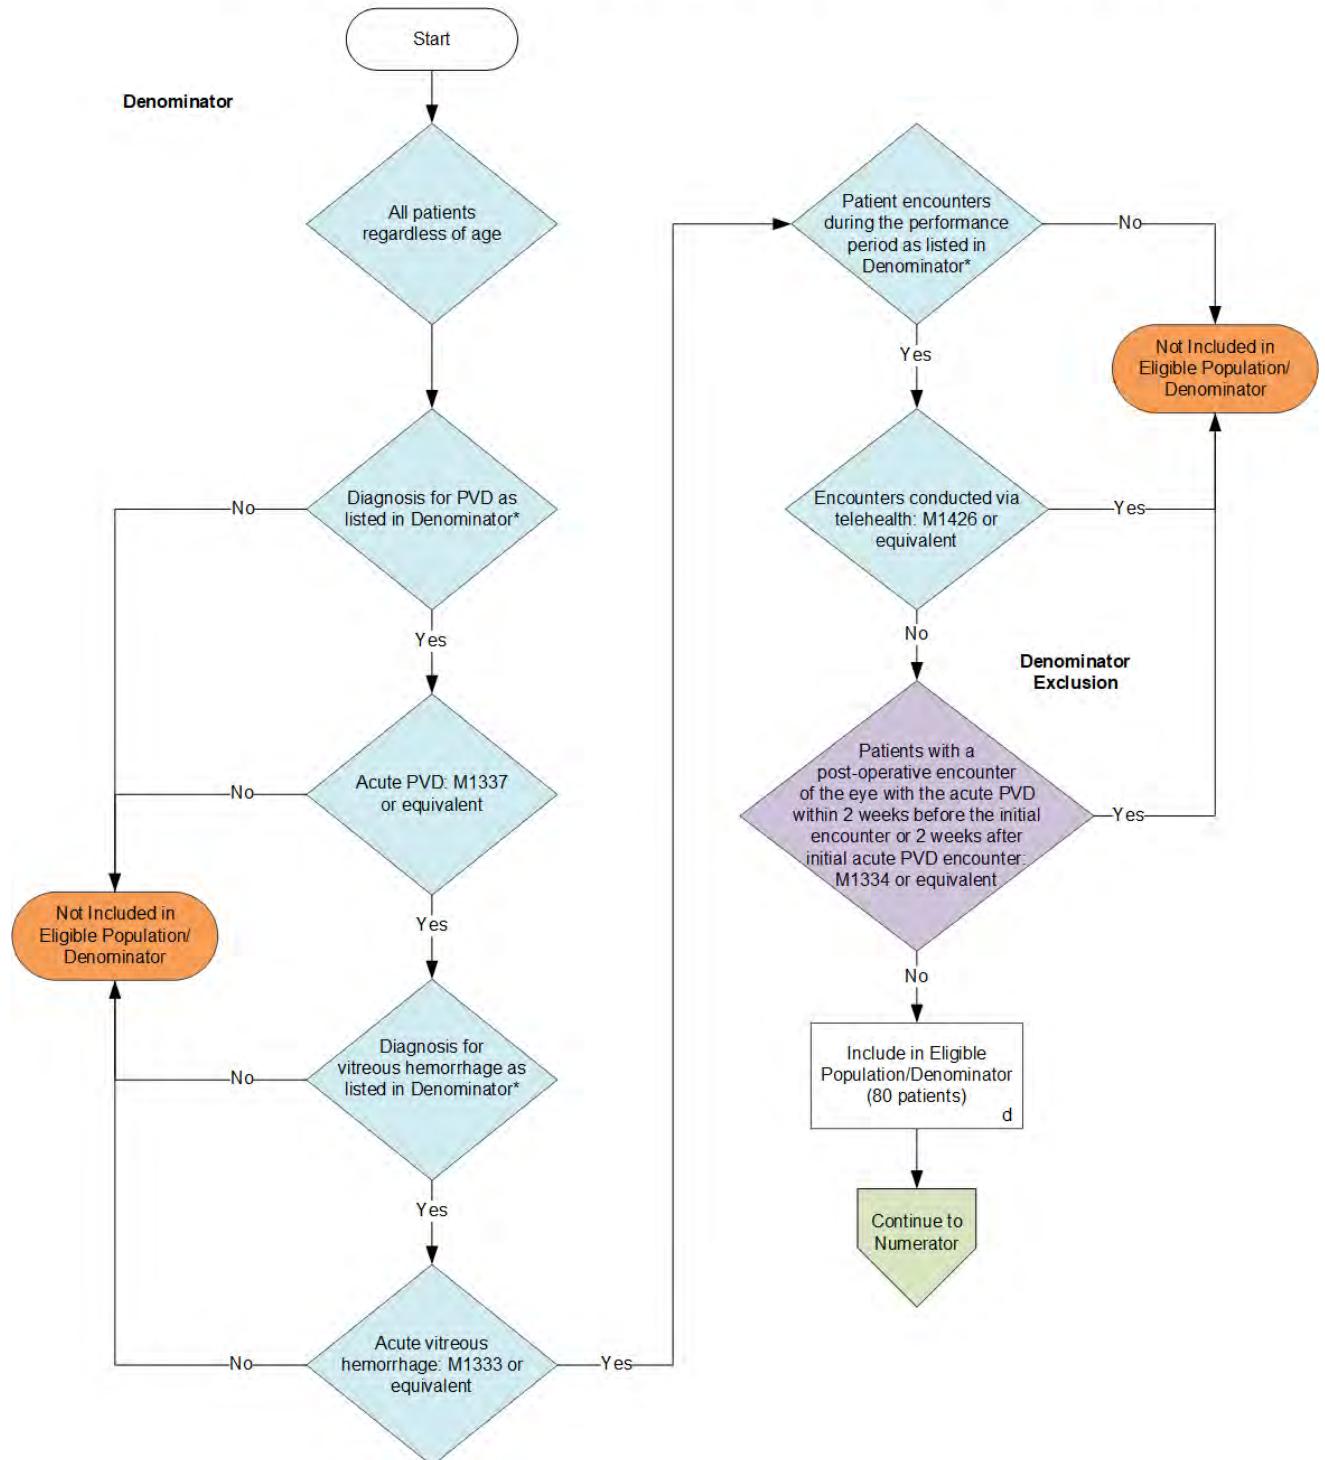 Start
Denominator
All patients
regardless of age
Diagnosis for PVD as
listed in Denominator*
No
Yes
Acute PVD: M1337
or equivalent
No
Yes
Not Included in
Eligible Population/
Denominator
Diagnosis for
vitreous hemorrhage as
listed in Denominator*
No
Yes
Acute vitreous
hemorrhage: M1333 or
equivalent
No
Yes
Patient encounters
during the performance
period as listed in
Denominator*
No
Yes
Not Included in
Eligible Population/
Denominator
Encounters conducted via
telehealth: M1426 or
equivalent
Yes
No
Denominator
Exclusion
Patients with a
post-operative encounter
of the eye with the acute PVD
within 2 weeks before the initial
encounter or 2 weeks after
initial acute PVD encounter:
M1334 or equivalent
Yes
No
Include in Eligible
Population/Denominator
(80 patients)
d
Continue to
Numerator